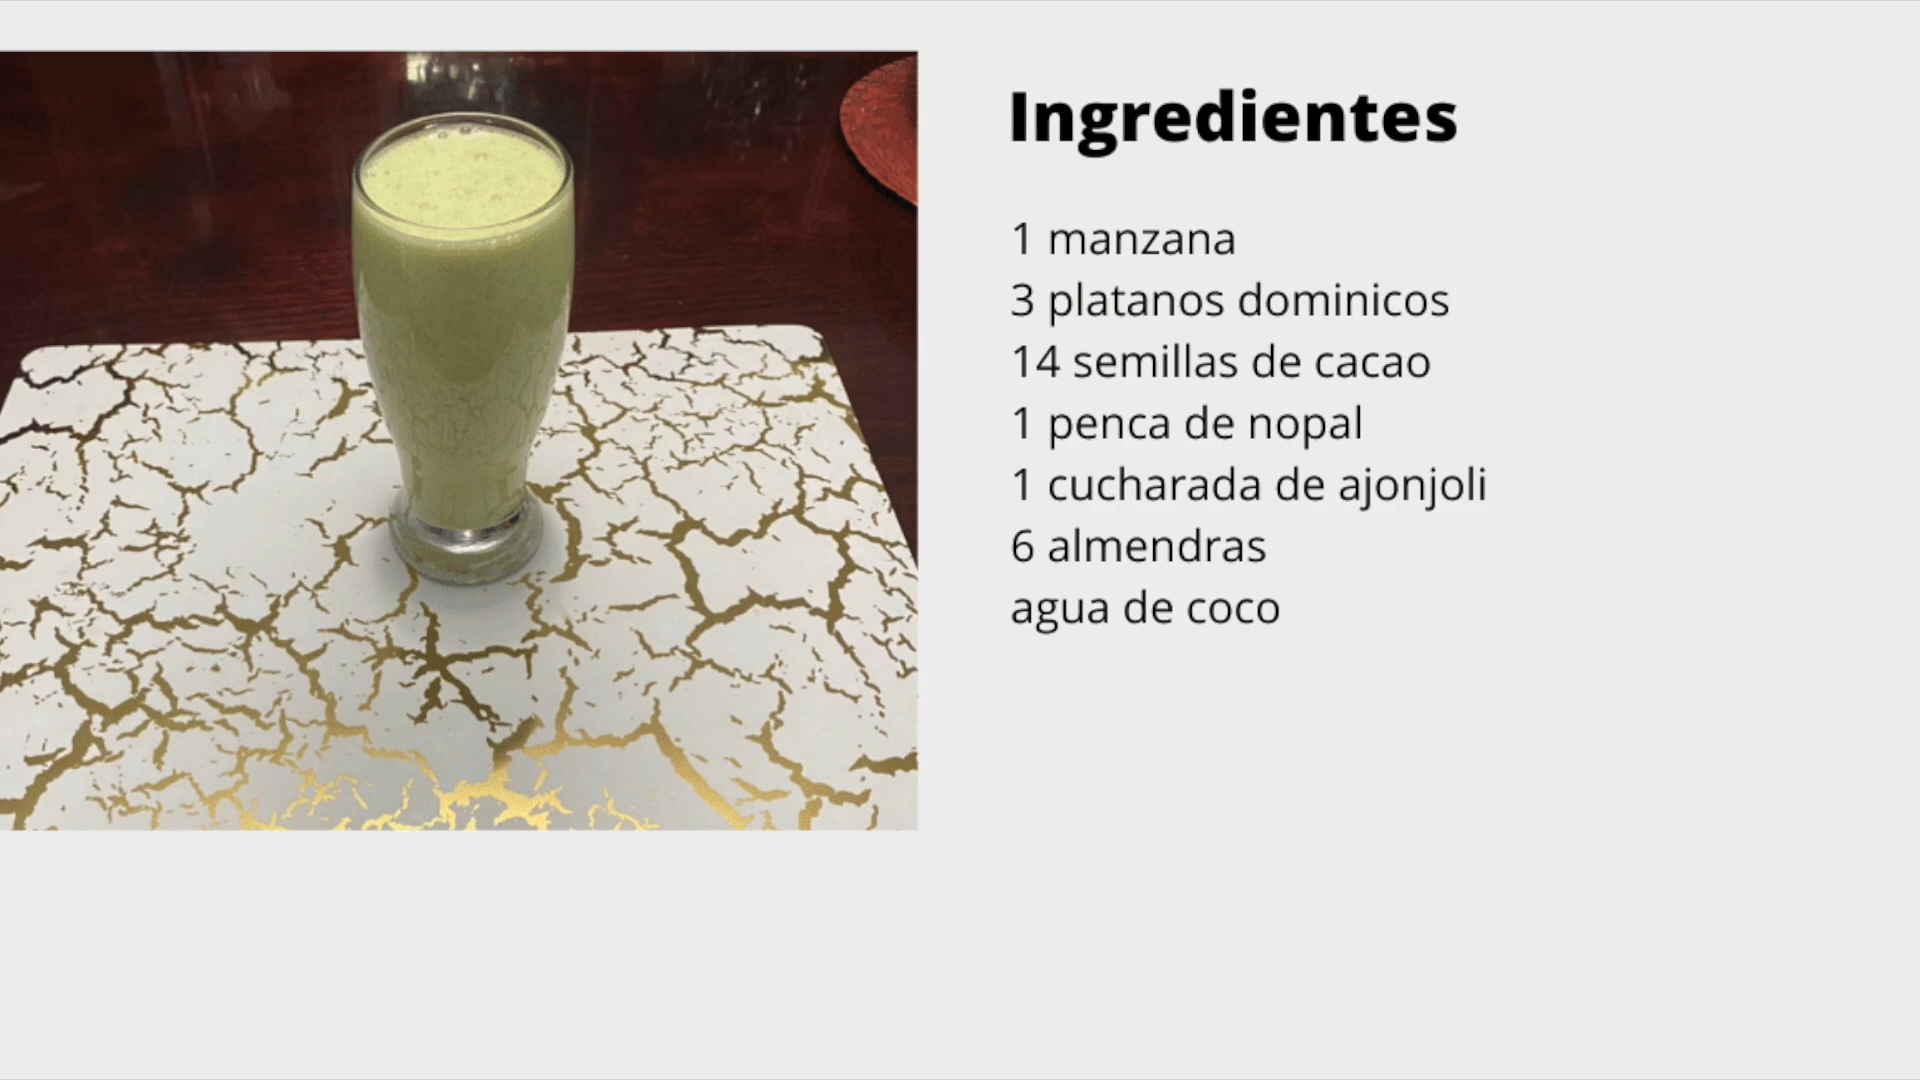 Ingredientes
1 manzana
3 platanos dominicos
14 semillas de cacao
1 penca de nopal
1 cucharada de ajonjoli
6 almendras
agua de coco